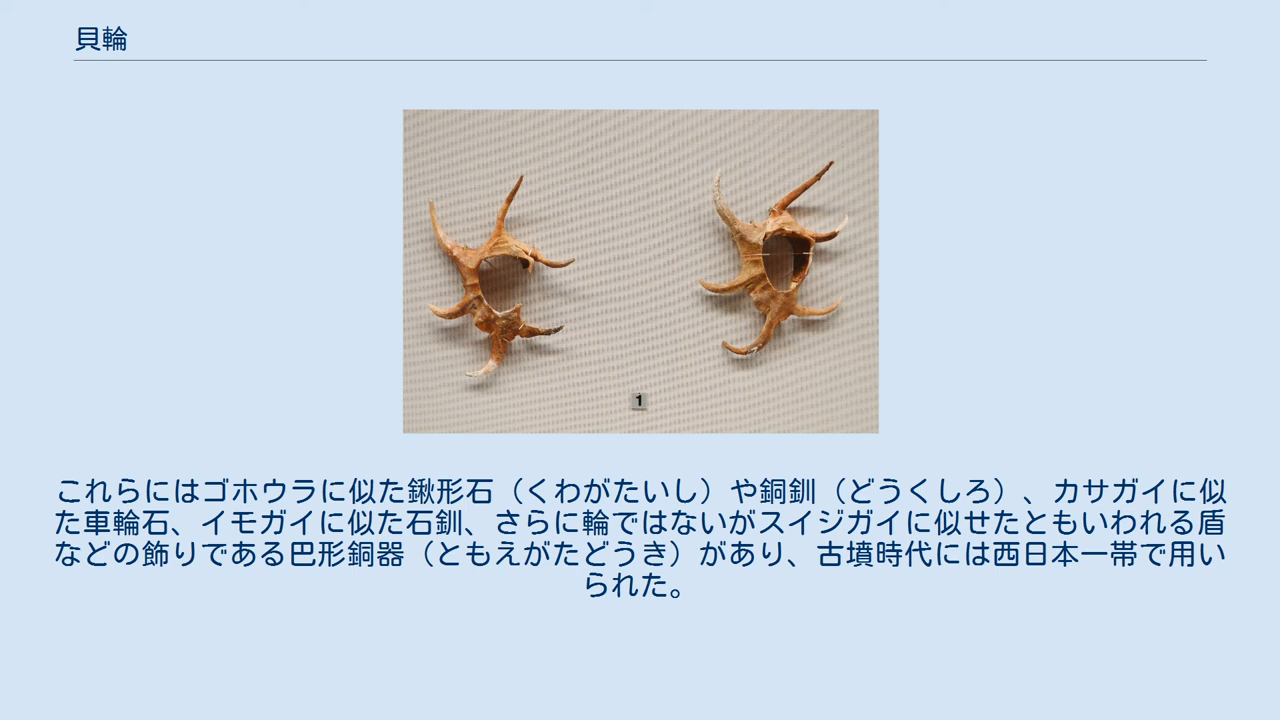 貝輪
1
これらにはゴホウラに似た鍬形石（くわがたいし）や銅釧（どうくしろ）、カサガイに似
た車輪石、イモガイに似た石釧、さらに輪ではないがスイジガイに似せたともいわれる盾
などの飾りである巴形銅器（ともえがたどうき）があり、古墳時代には西日本一帯で用い
られた。